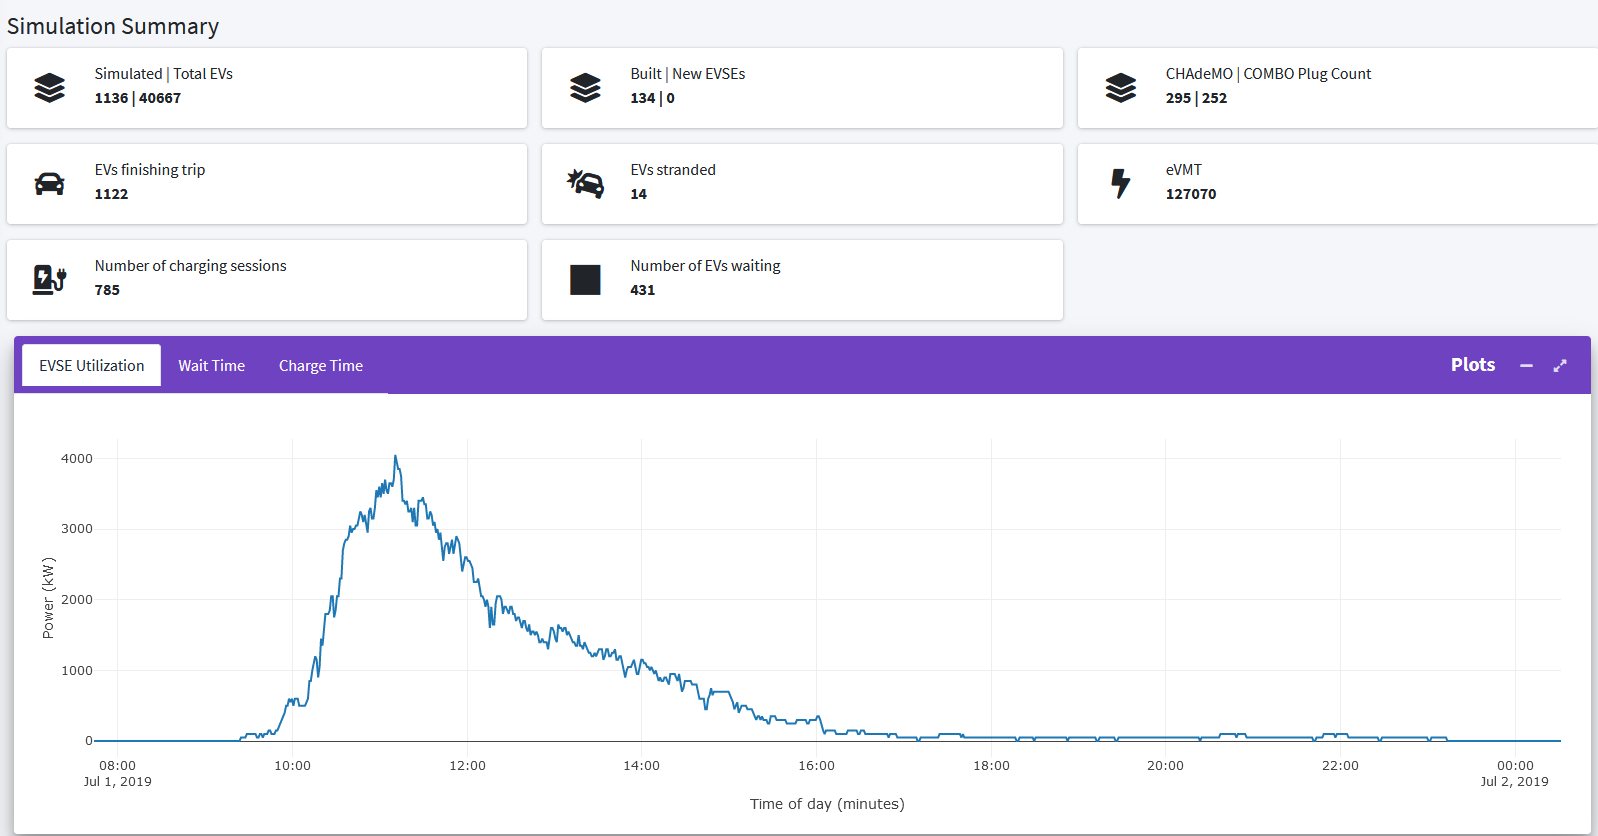 Simulation Summary
Simulated | Total EVs
1136 | 40667
Built | New EVSEs
134 | 0
CHAdeMO | COMBO Plug Count
295 | 252
EVs finishing trip
1122
EVs stranded
14
eVMT
127070
Number of charging sessions
785
Number of EVs waiting
431
EVSE Utilization
Wait Time
Charge Time
Plots
4000
3000
2000
1000
0
Power (kW)
08:00
10:00
12:00
14:00
16:00
18:00
20:00
22:00
00:00
Jul 1, 2019
Jul 2, 2019
Time of day (minutes)